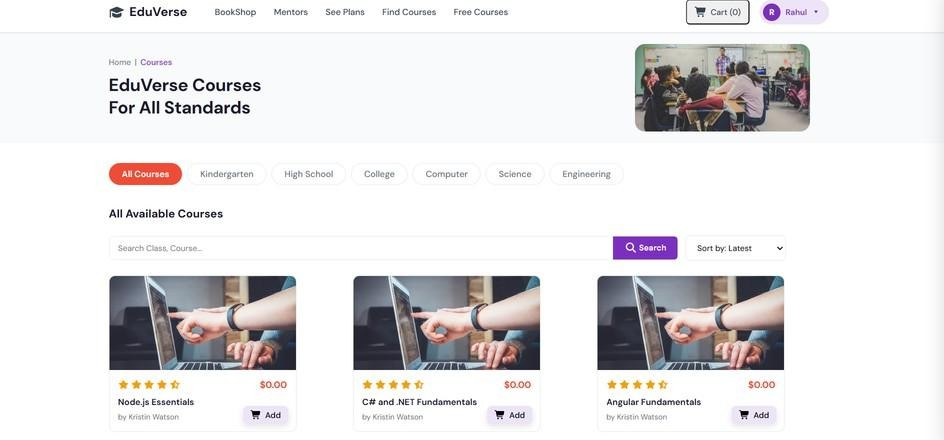 EduVerse
BookShop Mentors See Plans Find Courses Free Courses
Cart (0)
R Rahul
Home | Courses
EduVerse Courses
For All Standards
All Courses Kindergarten High School College Computer Science Engineering
All Available Courses
Search Class, Course...
Search
Sort by: Latest
$0.00 $0.00 $0.00
Node.js Essentials C# and .NET Fundamentals Angular Fundamentals
by Kristin Watson Add by Kristin Watson Add by Kristin Watson Add